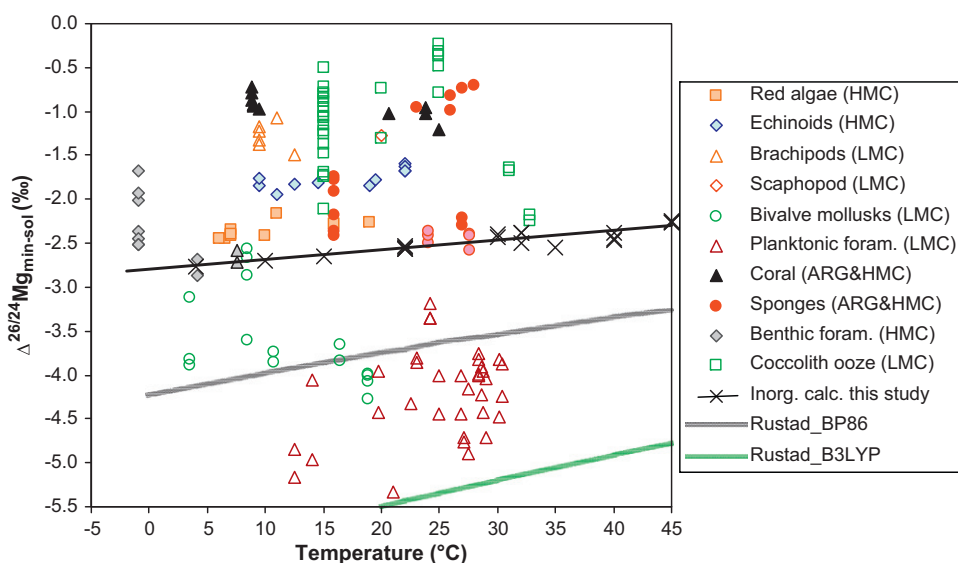 0.0
-0.5
-1.0
-1.5
-2.0
-2.5
-3.0
-3.5
-4.0
-4.5
-5.0
-5.5
Δ26/24Mgmin-sol (‰)
-5 0 5 10 15 20 25 30 35 40 45
Temperature (°C)
Red algae (HMC)
Echinoids (HMC)
Brachipods (LMC)
Scaphopod (LMC)
Bivalve mollusks (LMC)
Planktonic foram. (LMC)
Coral (ARG&HMC)
Sponges (ARG&HMC)
Benthic foram. (HMC)
Coccolith ooze (LMC)
Inorg. calc. this study
Rustad_BP86
Rustad_B3LYP